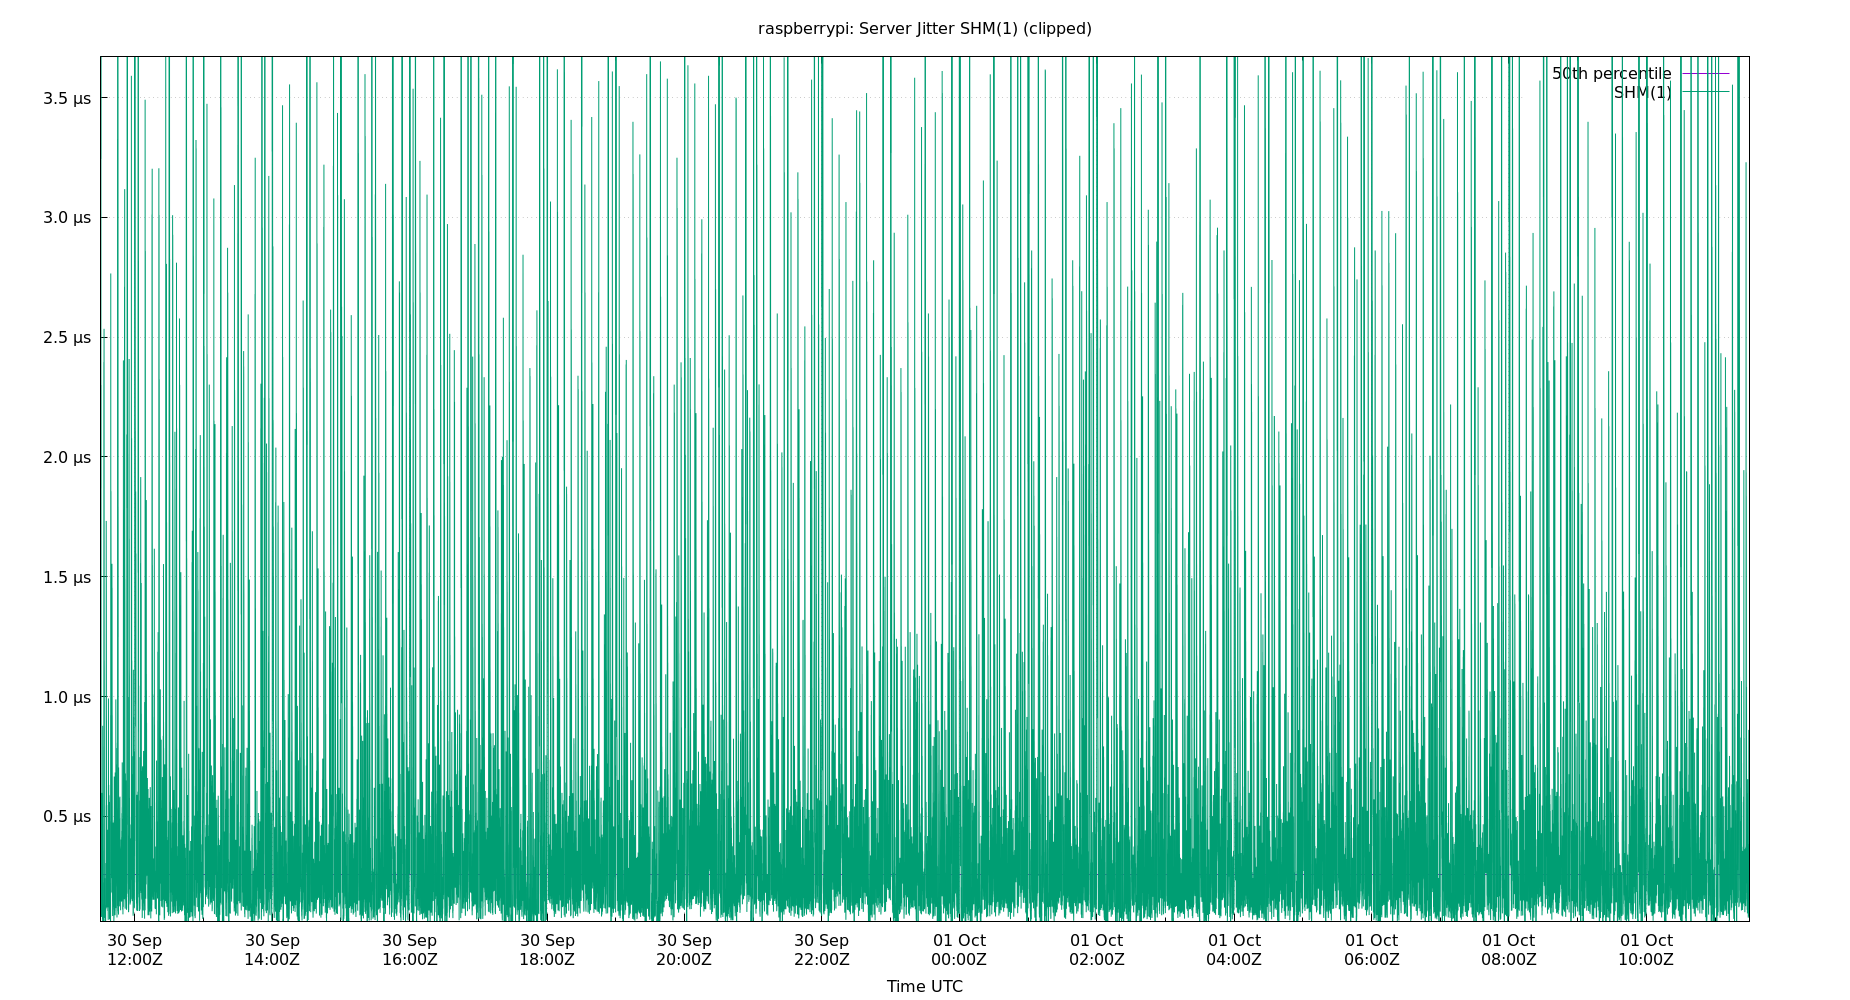 raspberrypi: Server Jitter SHM(1) (clipped)
50th percentile
SHM(1)
3.5 µs
3.0 µs
2.5 µs
2.0 µs
1.5 µs
1.0 µs
0.5 µs
30 Sep 30 Sep 30 Sep 30 Sep 30 Sep 30 Sep 01 Oct 01 Oct 01 Oct 01 Oct 01 Oct 01 Oct
12:00Z 14:00Z 16:00Z 18:00Z 20:00Z 22:00Z 00:00Z 02:00Z 04:00Z 06:00Z 08:00Z 10:00Z
Time UTC